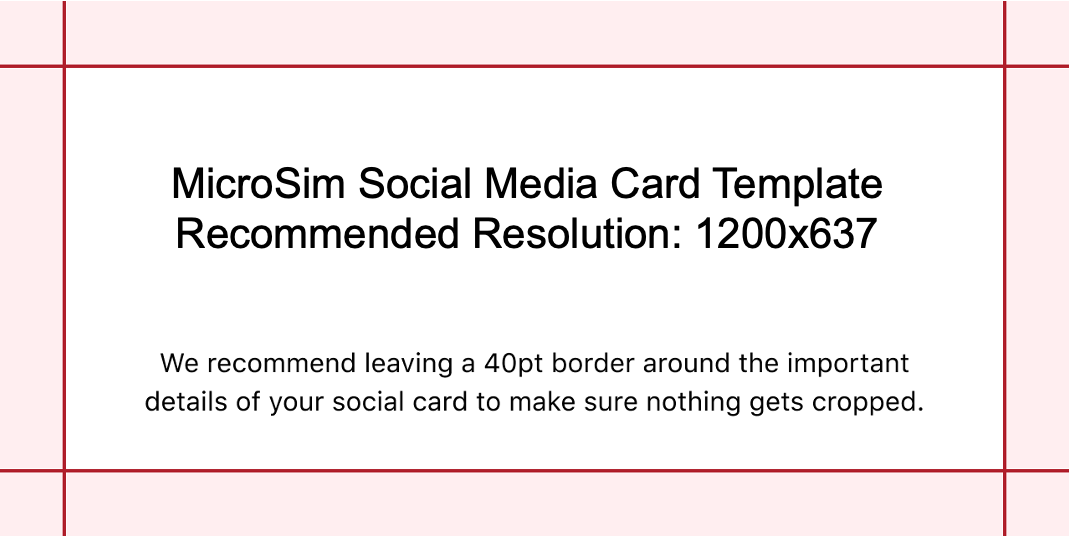 MicroSim Social Media Card Template
Recommended Resolution: 1200x637
We recommend leaving a 40pt border around the important
details of your social card to make sure nothing gets cropped.